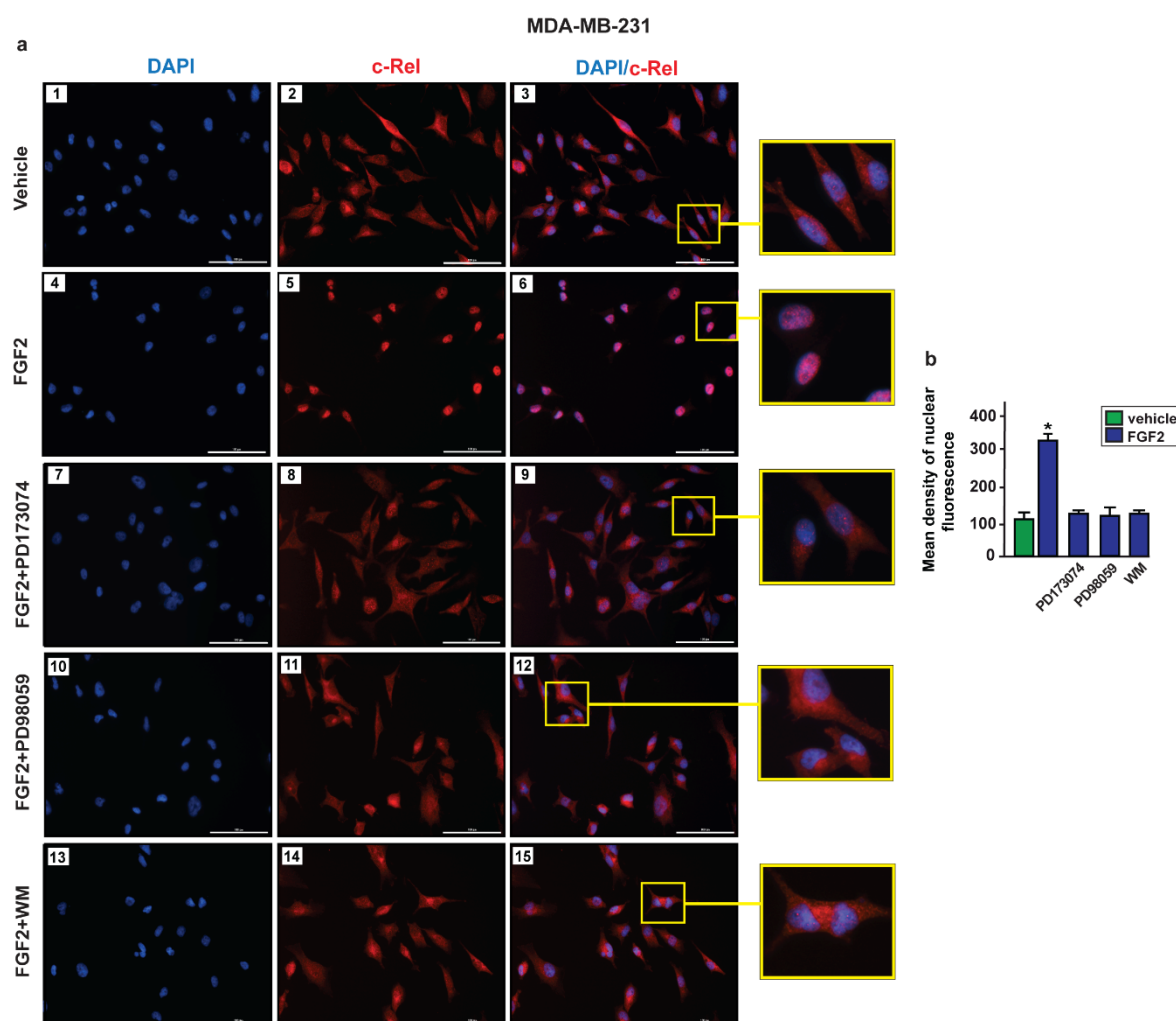 MDA-MB-231
a
DAPI
c-Rel
DAPI/c-Rel
Vehicle
1
2
3
FGF2
4
5
6
FGF2+PD173074
7
8
9
FGF2+PD98059
10
11
12
FGF2+WM
13
14
15
b
vehicle
FGF2
Mean density of nuclear
fluorescence
400
300
200
100
0
*
PD173074
PD98059
WM